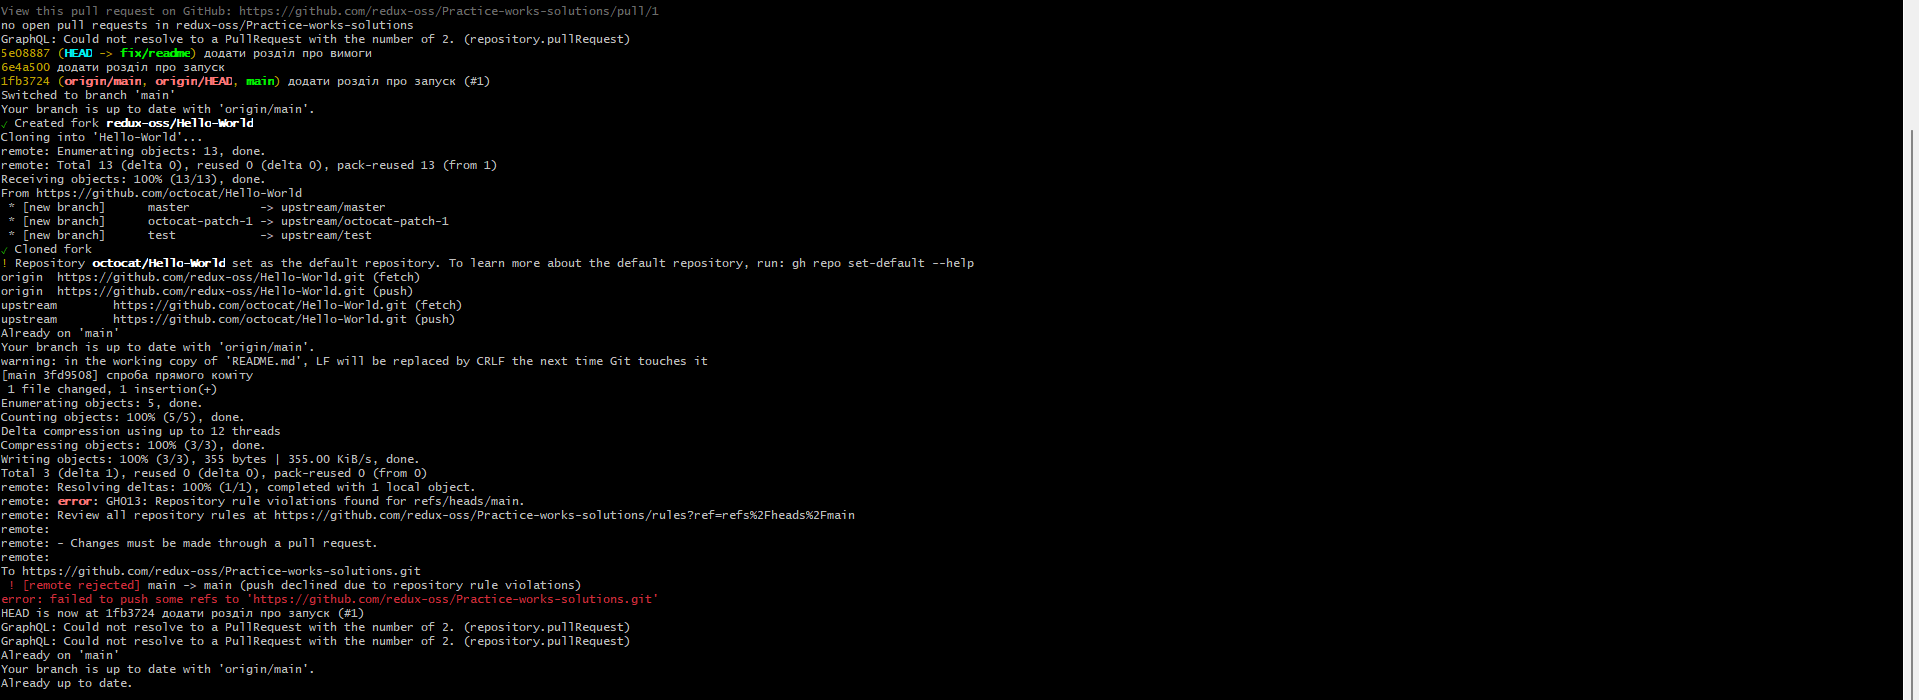 View this pull request on GitHub: https://github.com/redux-oss/Practice-works-solutions/pull/1
no open pull requests in redux-oss/Practice-works-solutions
GraphQL: Could not resolve to a PullRequest with the number of 2. (repository.pullRequest)
5e08887 (HEAD -> fix/readme) додати розділ про вимоги
6e4a500 додати розділ про запуск
1fb3724 (origin/main, origin/HEAD, main) додати розділ про запуск (#1)
Switched to branch 'main'
Your branch is up to date with 'origin/main'.
✓ Created fork redux-oss/Hello-World
Cloning into 'Hello-World'...
remote: Enumerating objects: 13, done.
remote: Total 13 (delta 0), reused 0 (delta 0), pack-reused 13 (from 1)
Receiving objects: 100% (13/13), done.
From https://github.com/octocat/Hello-World
 * [new branch]      master          -> upstream/master
 * [new branch]      octocat-patch-1 -> upstream/octocat-patch-1
 * [new branch]      test            -> upstream/test
✓ Cloned fork
! Repository octocat/Hello-World set as the default repository. To learn more about the default repository, run: gh repo set-default --help
origin  https://github.com/redux-oss/Hello-World.git (fetch)
origin  https://github.com/redux-oss/Hello-World.git (push)
upstream        https://github.com/octocat/Hello-World.git (fetch)
upstream        https://github.com/octocat/Hello-World.git (push)
Already on 'main'
Your branch is up to date with 'origin/main'.
warning: in the working copy of 'README.md', LF will be replaced by CRLF the next time Git touches it
[main 3fd9508] спроба прямого коміту
 1 file changed, 1 insertion(+)
Enumerating objects: 5, done.
Counting objects: 100% (5/5), done.
Delta compression using up to 12 threads
Compressing objects: 100% (3/3), done.
Writing objects: 100% (3/3), 355 bytes | 355.00 KiB/s, done.
Total 3 (delta 1), reused 0 (delta 0), pack-reused 0 (from 0)
remote: Resolving deltas: 100% (1/1), completed with 1 local object.
remote: error: GH013: Repository rule violations found for refs/heads/main.
remote: Review all repository rules at https://github.com/redux-oss/Practice-works-solutions/rules?ref=refs%2Fheads%2Fmain
remote:
remote: - Changes must be made through a pull request.
remote:
To https://github.com/redux-oss/Practice-works-solutions.git
 ! [remote rejected] main -> main (push declined due to repository rule violations)
error: failed to push some refs to 'https://github.com/redux-oss/Practice-works-solutions.git'
HEAD is now at 1fb3724 додати розділ про запуск (#1)
GraphQL: Could not resolve to a PullRequest with the number of 2. (repository.pullRequest)
GraphQL: Could not resolve to a PullRequest with the number of 2. (repository.pullRequest)
Already on 'main'
Your branch is up to date with 'origin/main'.
Already up to date.